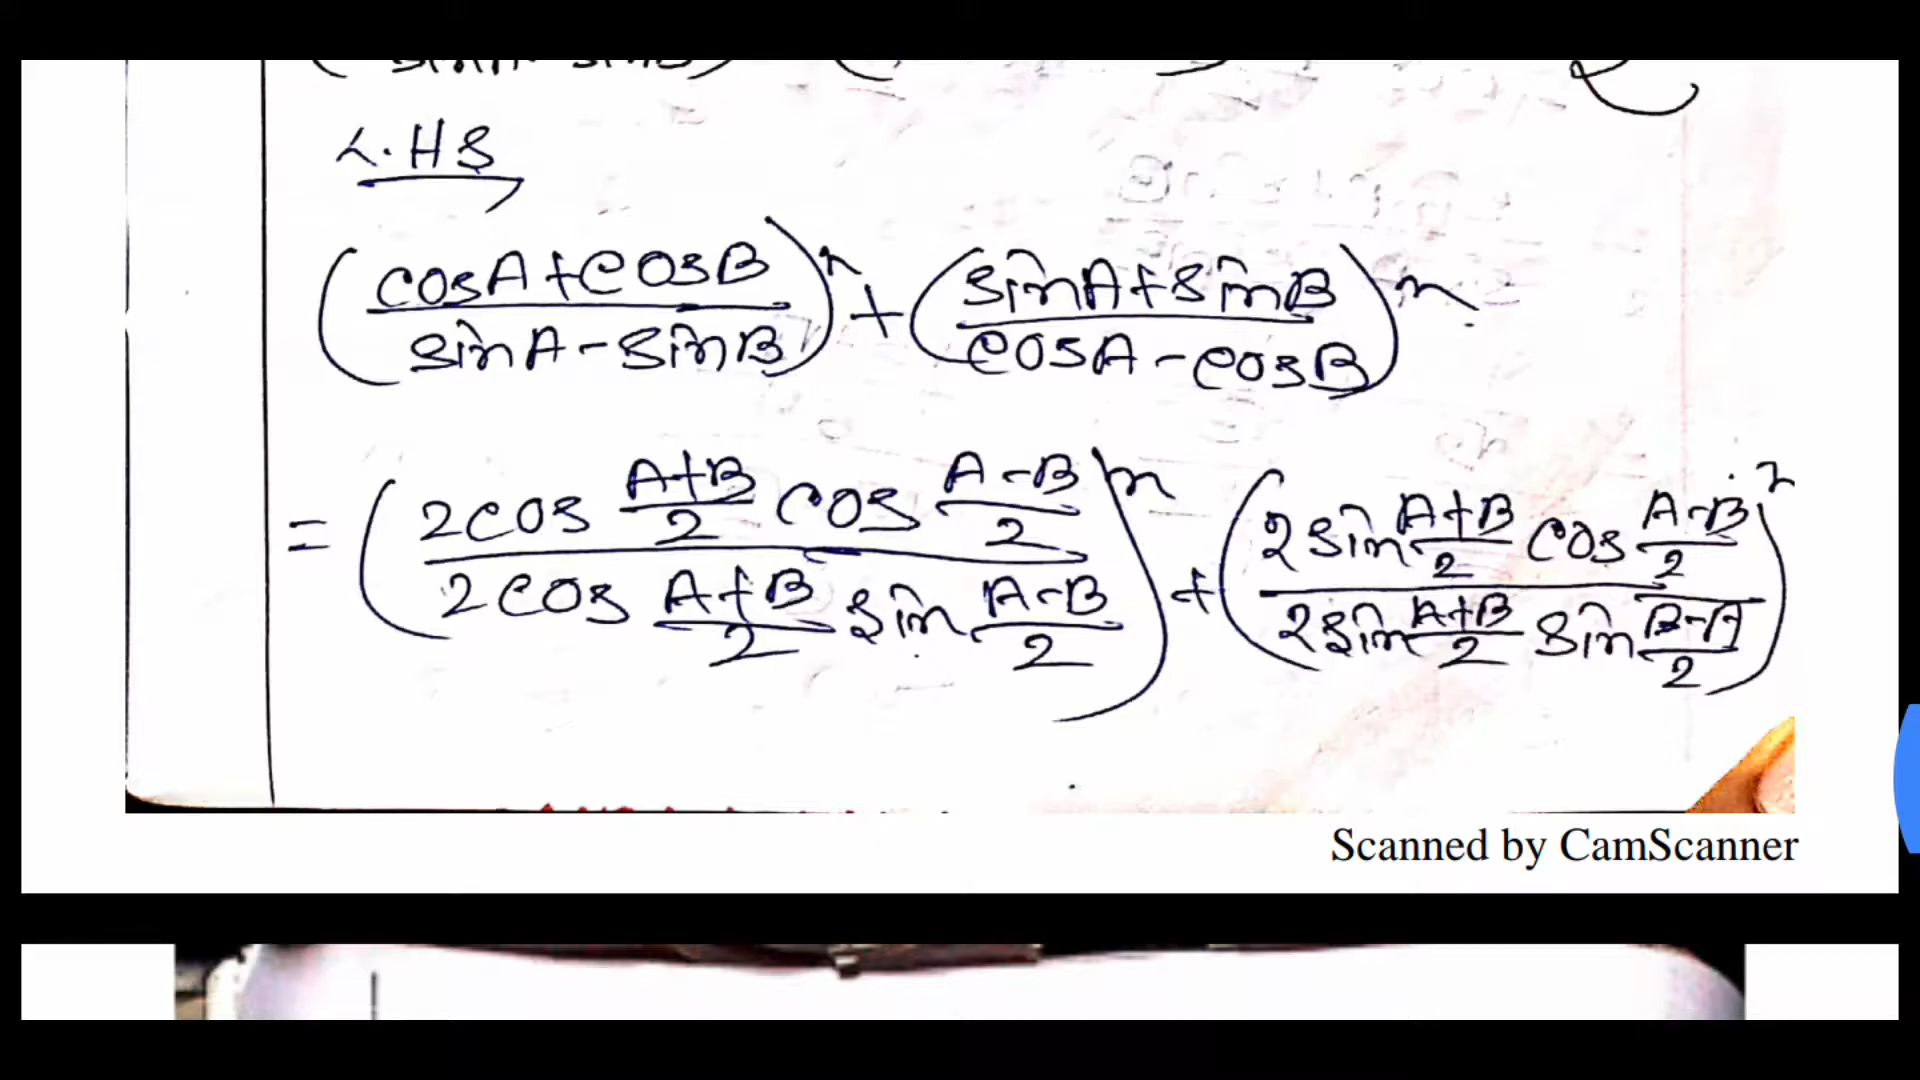 L.HS
(cosA+cosB / sinA-sinB)^n + (sinA+sinB / cosA-cosB)^n
= (2cos A+B/2 cos A-B/2 / 2cos A+B/2 sin A-B/2)^n + (2sin A+B/2 cos A-B/2 / 2sin A+B/2 sin B-A/2)^n
Scanned by CamScanner